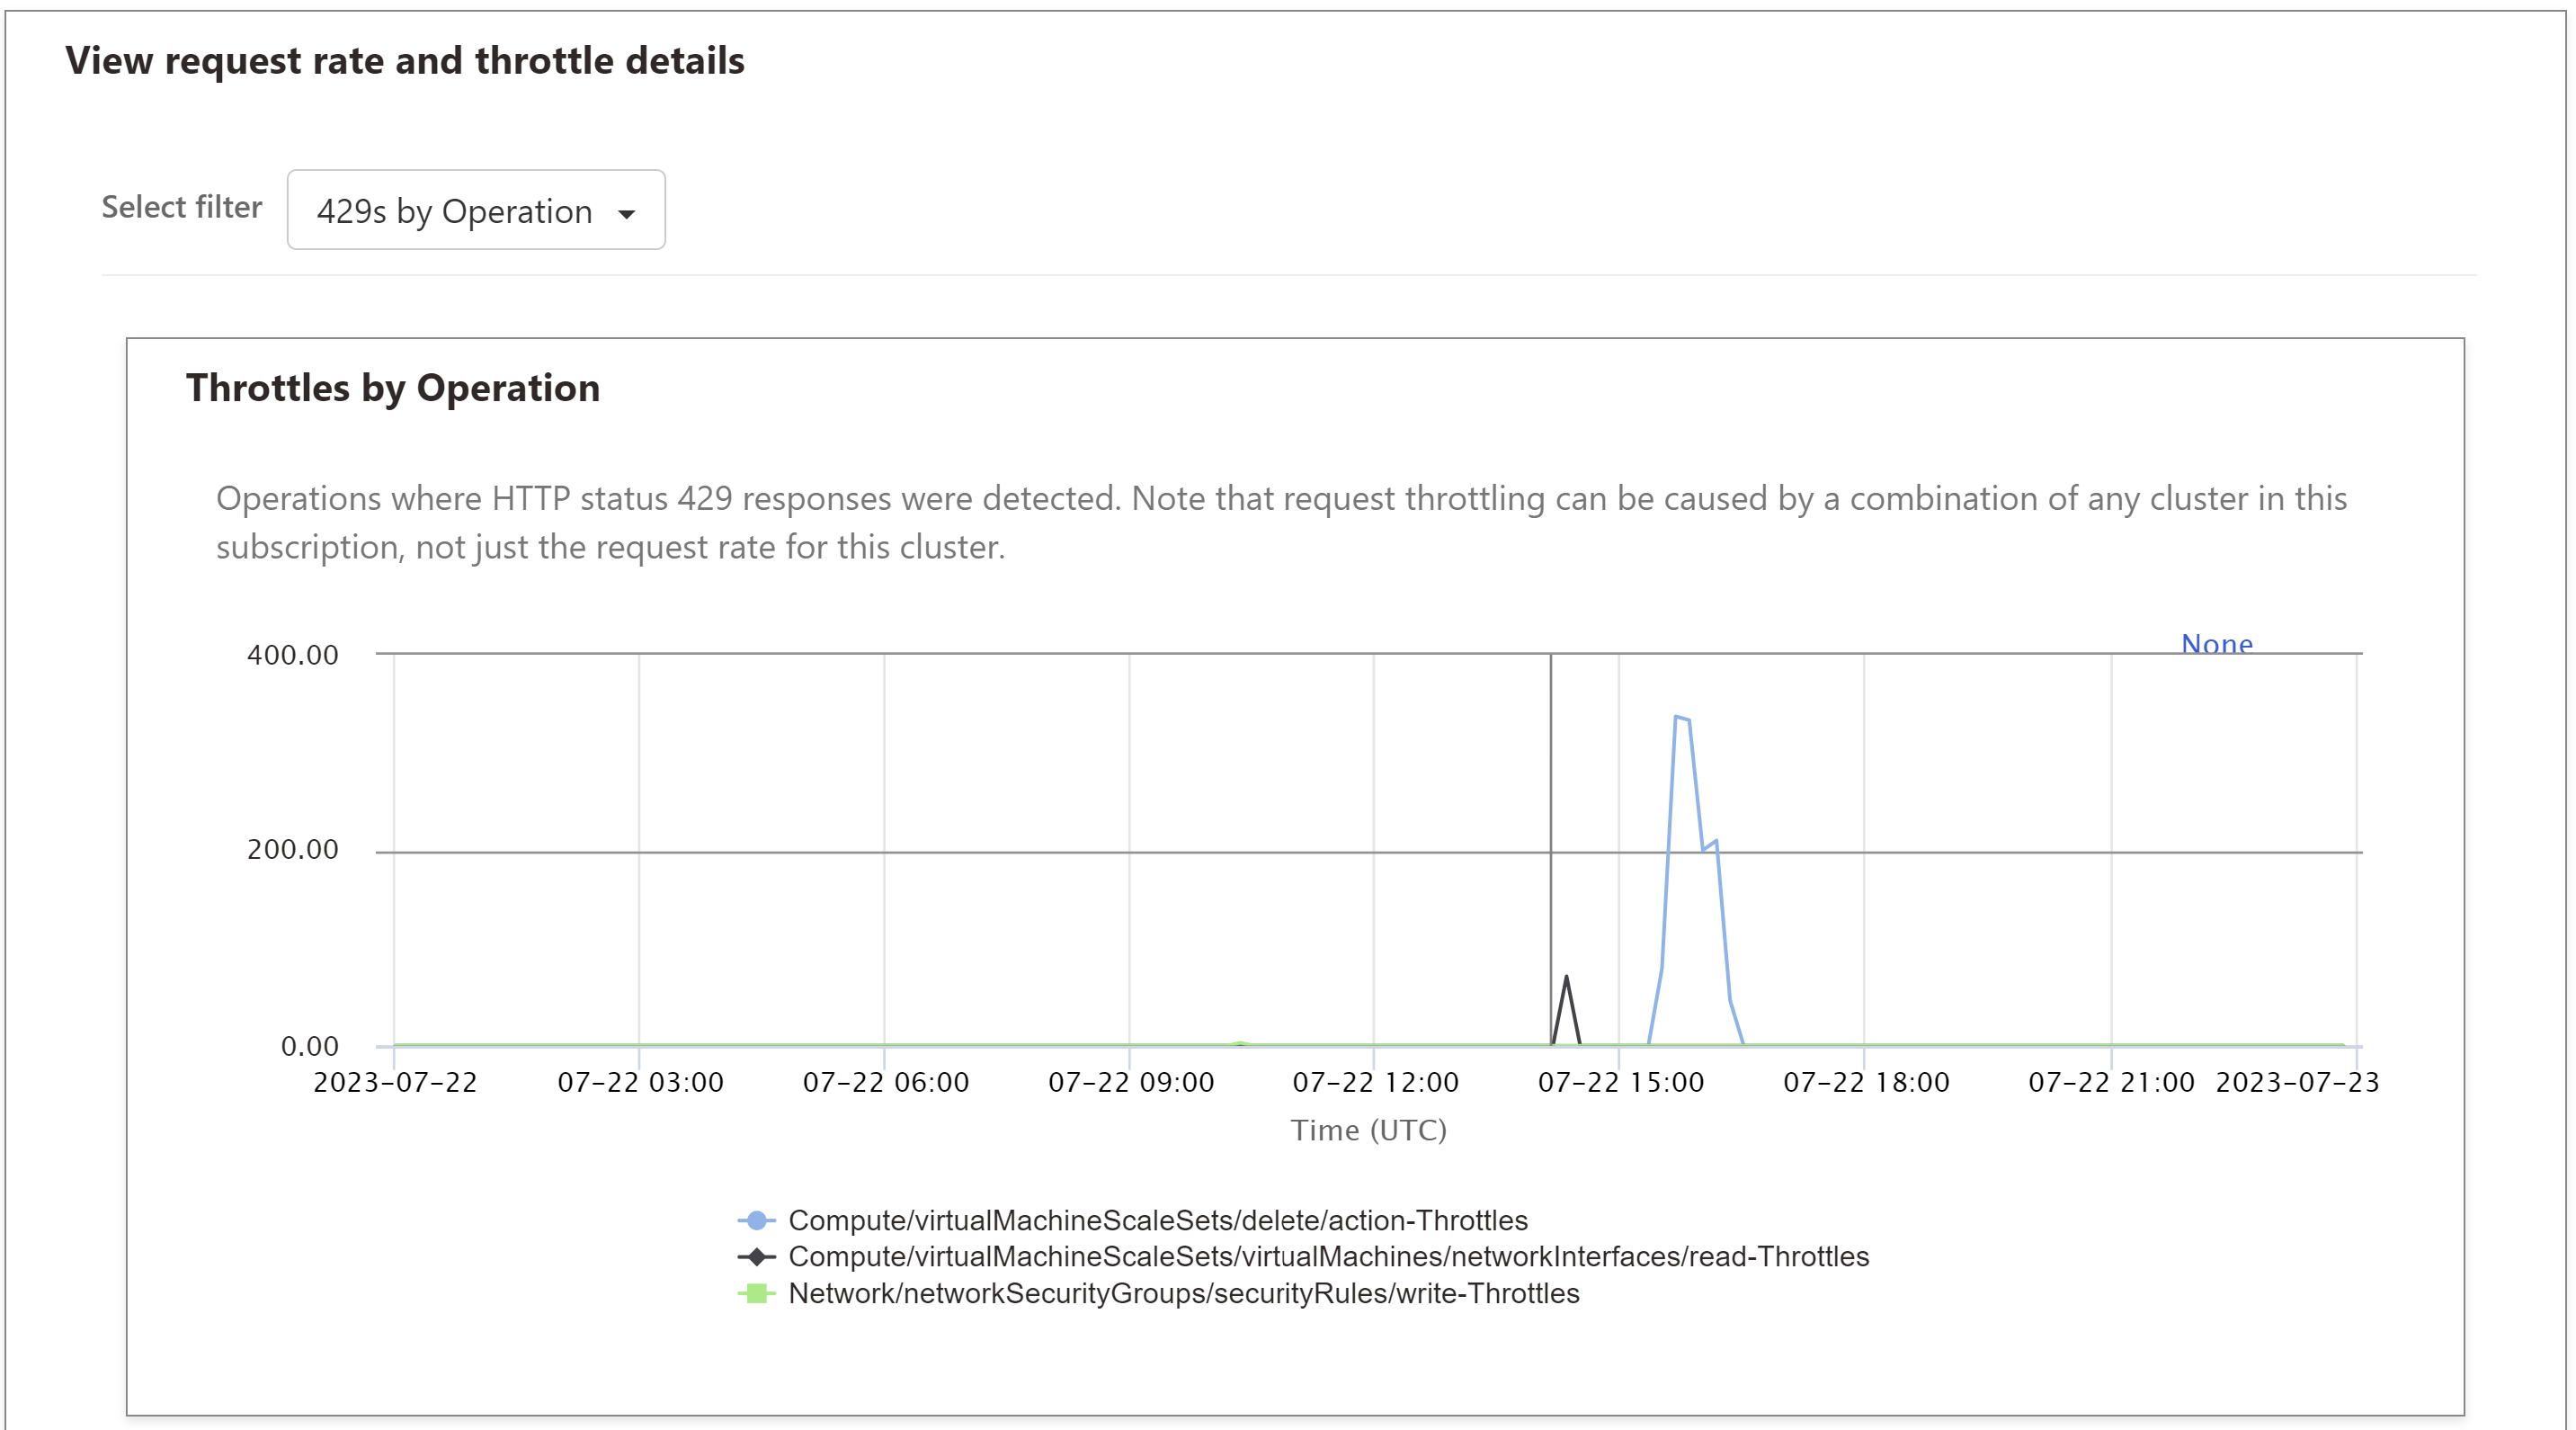 View request rate and throttle details
Select filter 429s by Operation
Throttles by Operation
Operations where HTTP status 429 responses were detected. Note that request throttling can be caused by a combination of any cluster in this
subscription, not just the request rate for this cluster.
None
400.00
200.00
0.00
2023-07-22 07-22 03:00 07-22 06:00 07-22 09:00 07-22 12:00 07-22 15:00 07-22 18:00 07-22 21:00 2023-07-23
Time (UTC)
Compute/virtualMachineScaleSets/delete/action-Throttles
Compute/virtualMachineScaleSets/virtualMachines/networkInterfaces/read-Throttles
Network/networkSecurityGroups/securityRules/write-Throttles